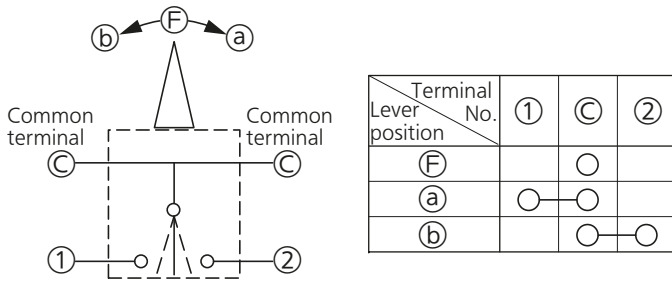 Ⓕ
ⓑ ⓐ
Common terminal
Common terminal
Ⓒ Ⓒ
① ②
Terminal No.
Lever position
① Ⓒ ②
Ⓕ
ⓐ
ⓑ